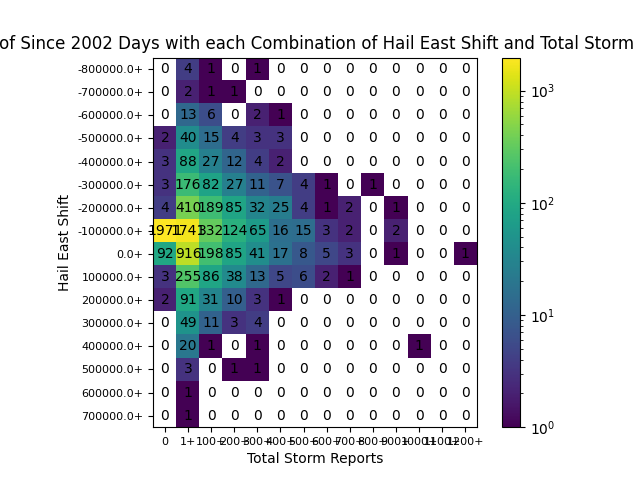 of Since 2002 Days with each Combination of Hail East Shift and Total Storm
-800000.0+ 0 4 1 0 1 0 0 0 0 0 0 0 0 0
-700000.0+ 0 2 1 1 0 0 0 0 0 0 0 0 0 0
-600000.0+ 0 13 6 0 2 1 0 0 0 0 0 0 0 0
-500000.0+ 2 40 15 4 3 3 0 0 0 0 0 0 0 0
-400000.0+ 3 88 27 12 4 2 0 0 0 0 0 0 0 0
-300000.0+ 3 176 82 27 11 7 4 1 0 1 0 0 0 0
-200000.0+ 4 410 189 85 32 25 4 1 2 0 1 0 0 0
-100000.0+ 1971 1741 332 124 65 16 15 3 2 0 2 0 0 0
0.0+ 92 916 198 85 41 17 8 5 3 0 1 0 0 1
100000.0+ 3 255 86 38 13 5 6 2 1 0 0 0 0 0
200000.0+ 2 91 31 10 3 1 0 0 0 0 0 0 0 0
300000.0+ 0 49 11 3 4 0 0 0 0 0 0 0 0 0
400000.0+ 0 20 1 0 1 0 0 0 0 0 0 1 0 0
500000.0+ 0 3 0 1 1 0 0 0 0 0 0 0 0 0
600000.0+ 0 1 0 0 0 0 0 0 0 0 0 0 0 0
700000.0+ 0 1 0 0 0 0 0 0 0 0 0 0 0 0
0 1+ 100+ 200+ 300+ 400+ 500+ 600+ 700+ 800+ 900+ 1000+ 1100+ 1200+
Total Storm Reports
Hail East Shift
10³
10²
10¹
10⁰